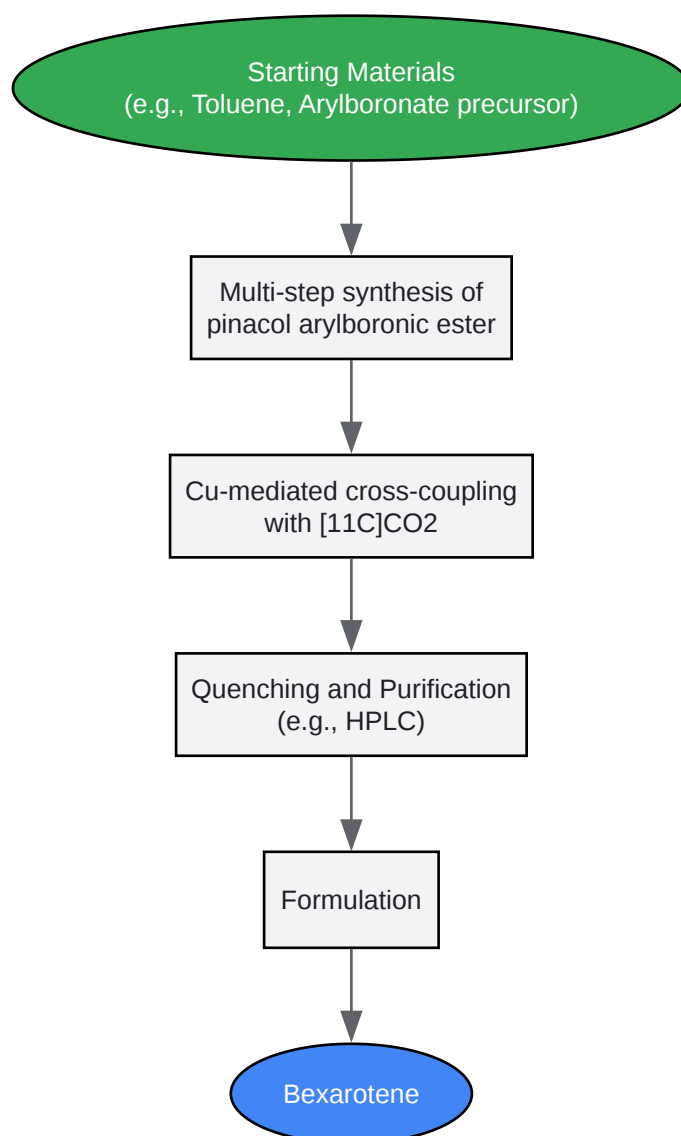 Starting Materials
(e.g., Toluene, Arylboronate precursor)
Multi-step synthesis of
pinacol arylboronic ester
Cu-mediated cross-coupling
with [11C]CO2
Quenching and Purification
(e.g., HPLC)
Formulation
Bexarotene